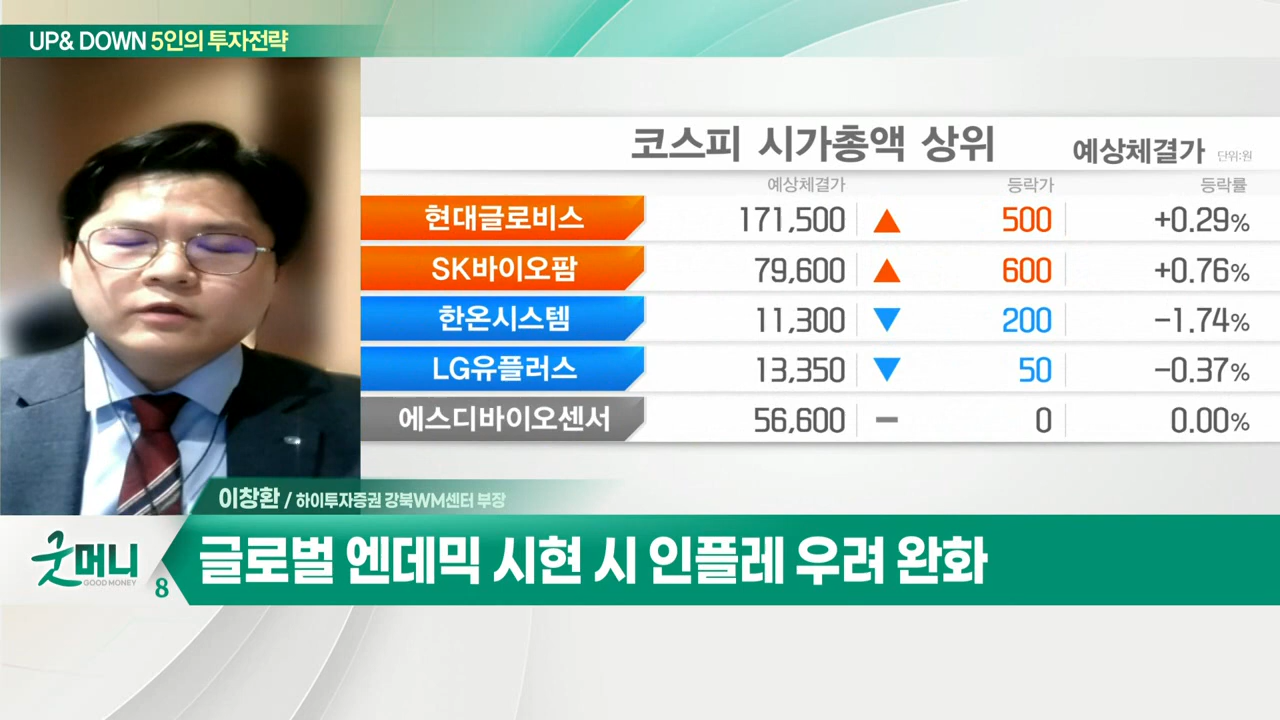 UP& DOWN 5인의 투자전략
코스피 시가총액 상위 예상체결가 단위:원
예상체결가 등락가 등락률
현대글로비스 171,500 ▲ 500 +0.29%
SK바이오팜 79,600 ▲ 600 +0.76%
한온시스템 11,300 ▼ 200 -1.74%
LG유플러스 13,350 ▼ 50 -0.37%
에스디바이오센서 56,600 - 0 0.00%
이창환 / 하이투자증권 강북WM센터 부장
굿머니
GOOD MONEY
8
글로벌 엔데믹 시현 시 인플레 우려 완화